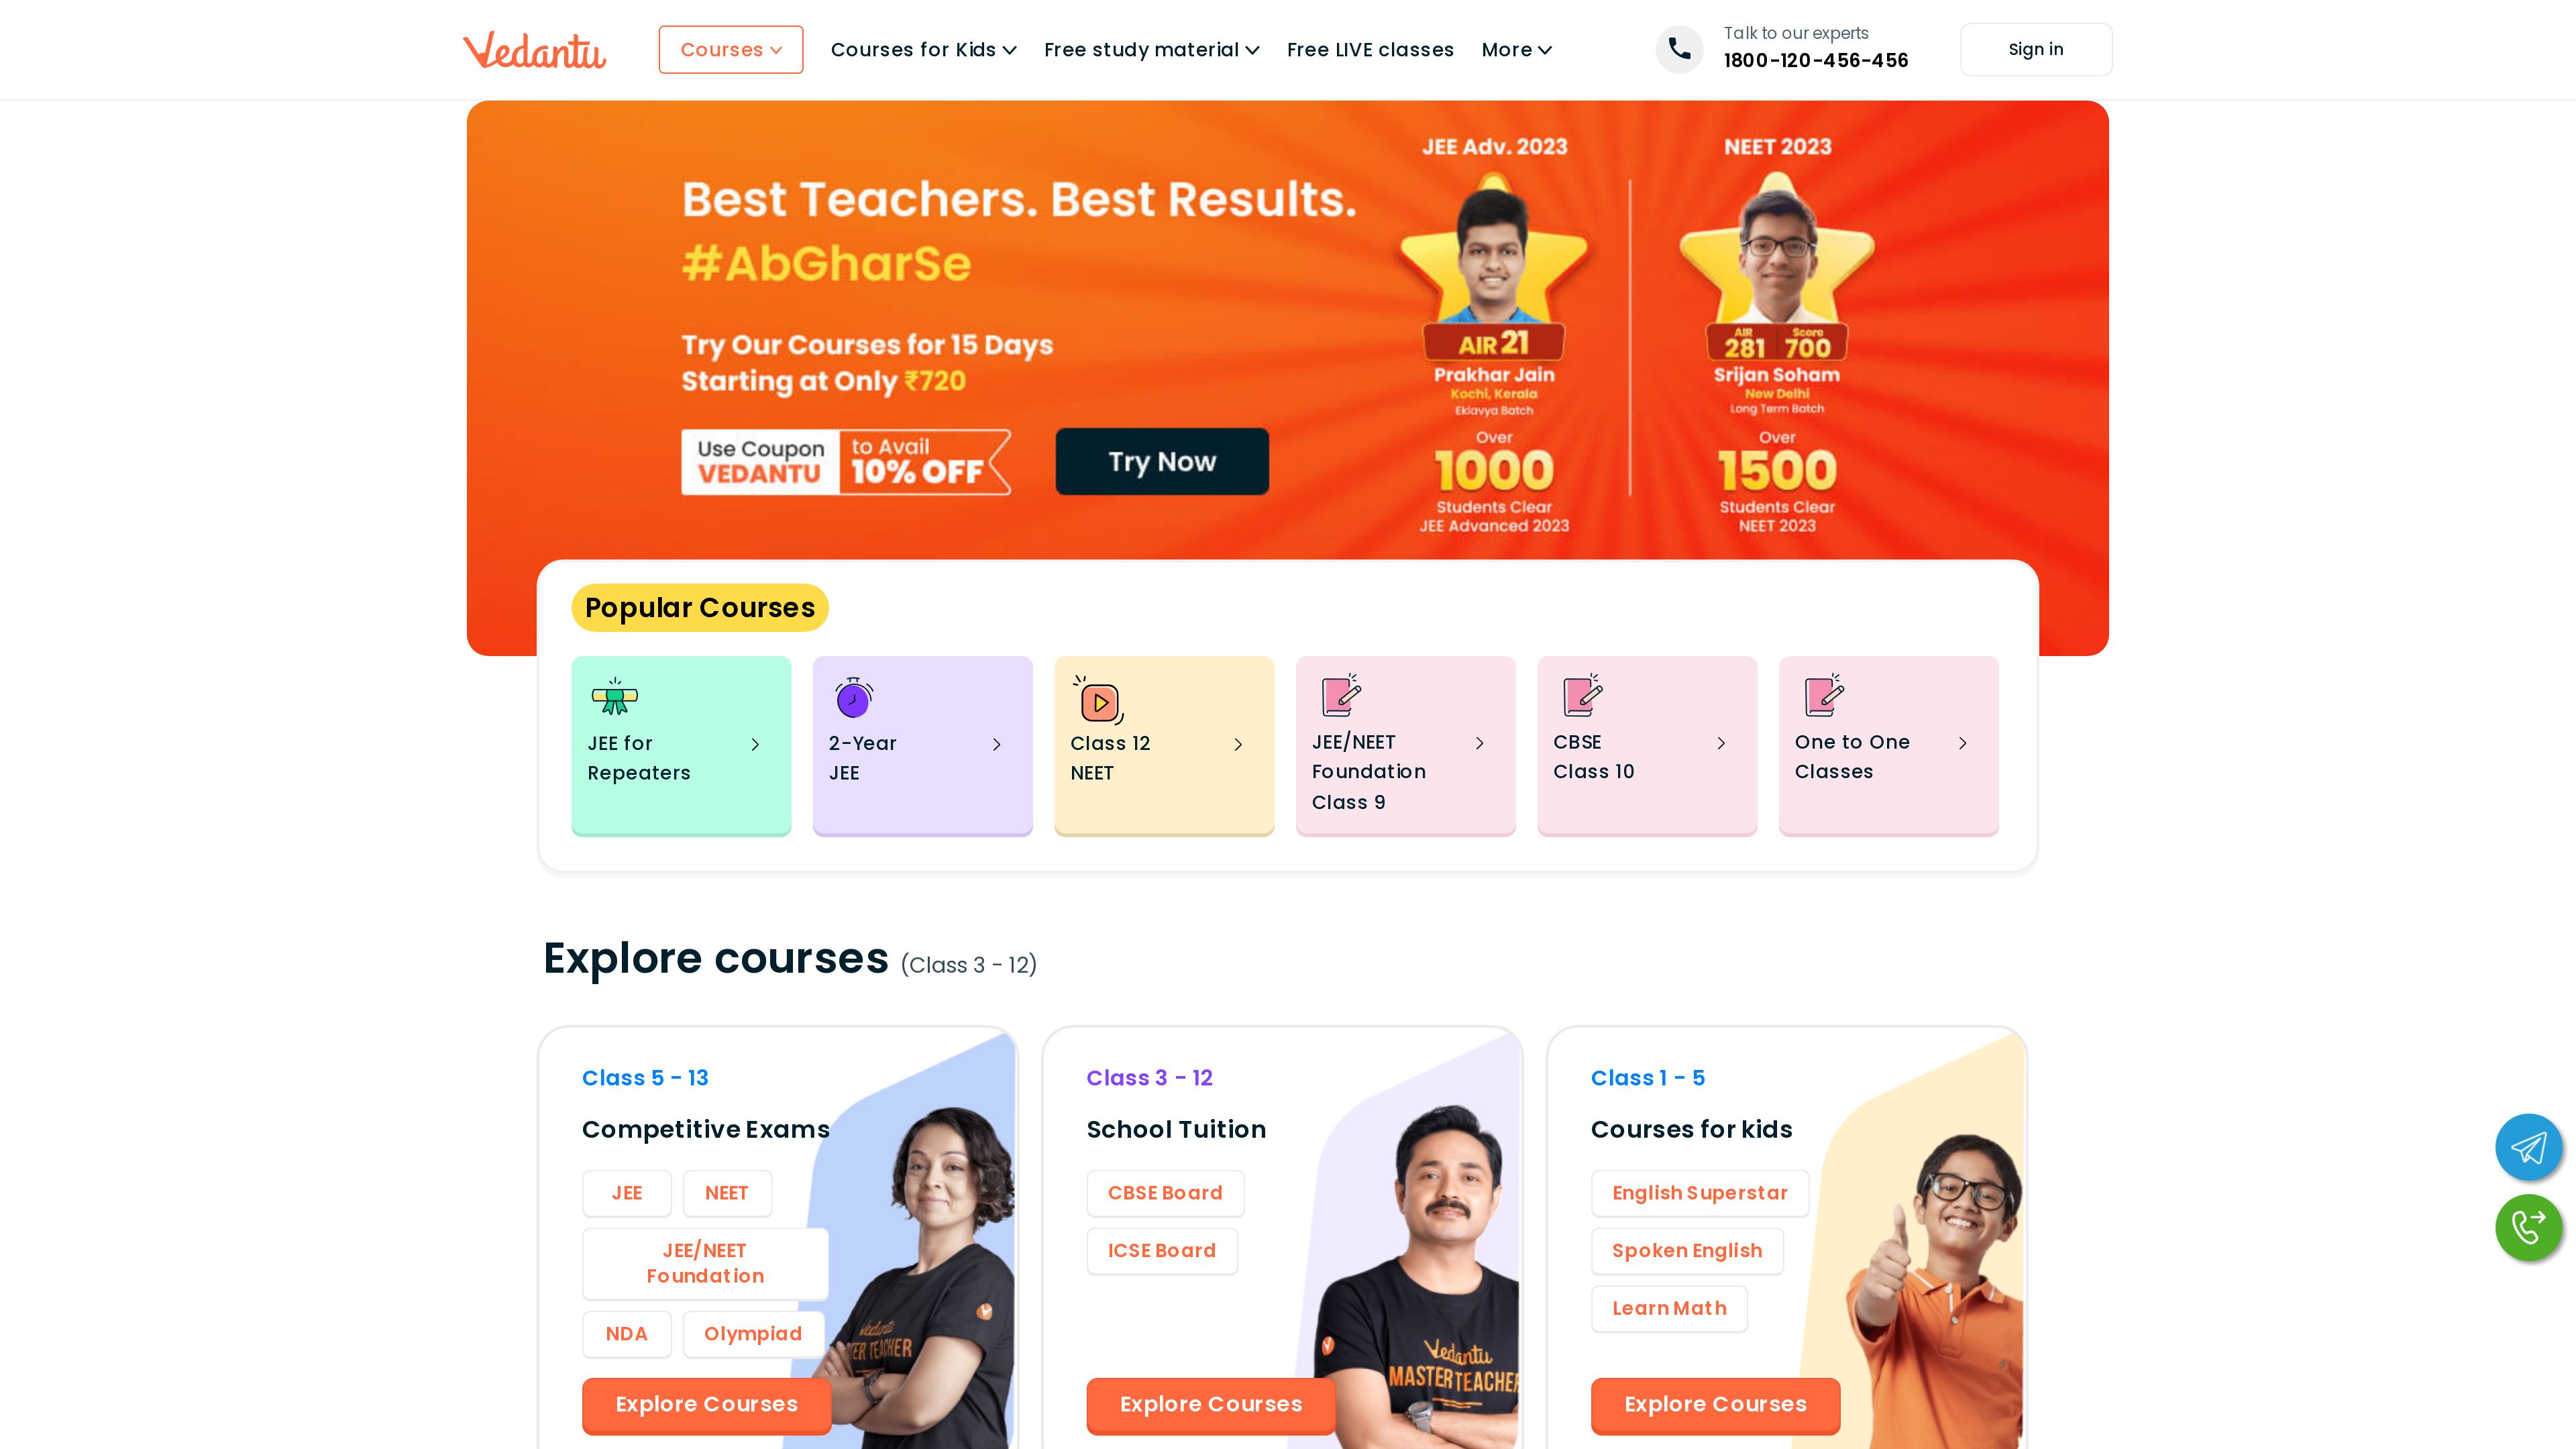 Vedantu
Courses
Courses for Kids
Free study material
Free LIVE classes
More
Talk to our experts
1800-120-456-456
Sign in
Best Teachers. Best Results.
#AbGharSe
Try Our Courses for 15 Days
Starting at Only ₹720
Use Coupon
VEDANTU
to Avail
10% OFF
Try Now
JEE Adv. 2023
AIR 21
Prakhar Jain
Kochi, Kerala
Eklavya Batch
Over
1000
Students Clear
JEE Advanced 2023
NEET 2023
AIR Score
281 700
Srijan Soham
New Delhi
Long Term Batch
Over
1500
Students Clear
NEET 2023
Popular Courses
JEE for
Repeaters
2-Year
JEE
Class 12
NEET
JEE/NEET
Foundation
Class 9
CBSE
Class 10
One to One
Classes
Explore courses (Class 3 - 12)
Class 5 - 13
Competitive Exams
JEE
NEET
JEE/NEET
Foundation
NDA
Olympiad
Explore Courses
Vedantu
TEACHER
Class 3 - 12
School Tuition
CBSE Board
ICSE Board
Explore Courses
Vedantu
MASTER TEACHER
Class 1 - 5
Courses for kids
English Superstar
Spoken English
Learn Math
Explore Courses